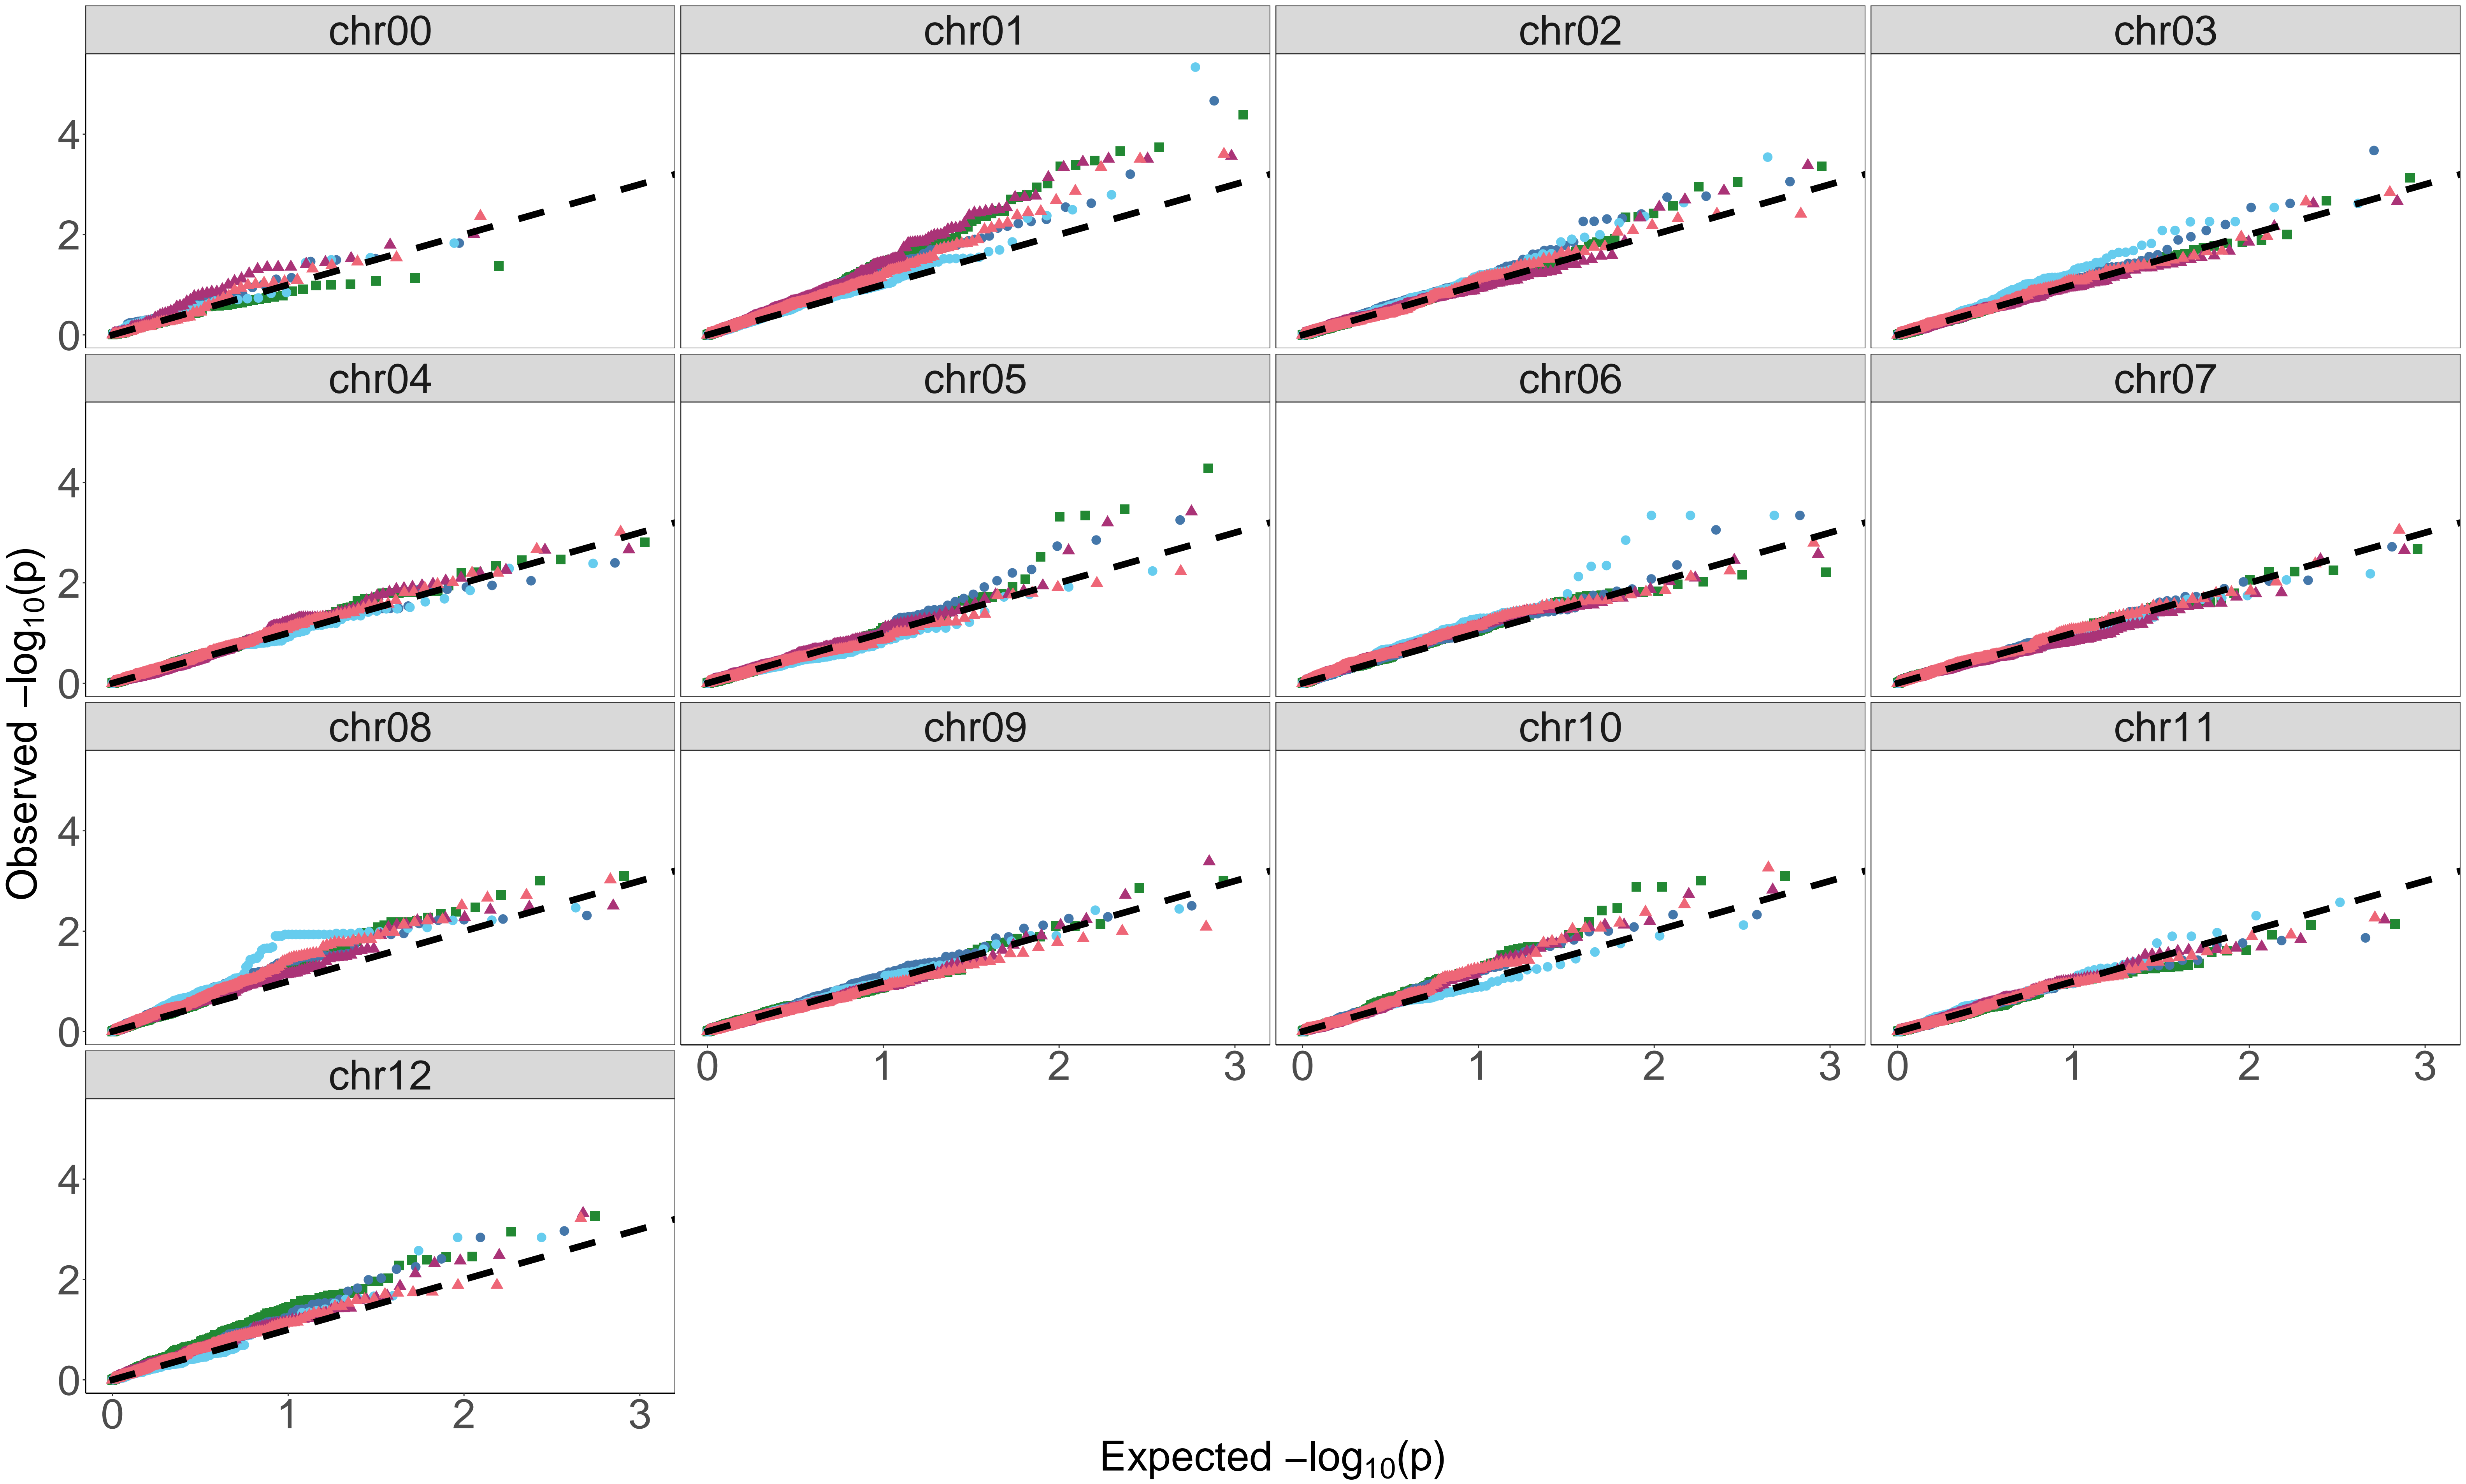 chr00 chr01 chr02 chr03
4
2
0
chr04 chr05 chr06 chr07
4
2
0
chr08 chr09 chr10 chr11
4
2
0
0 1 2 3 0 1 2 3 0 1 2 3
chr12
4
2
0
0 1 2 3
Observed −log10(p)
Expected −log10(p)